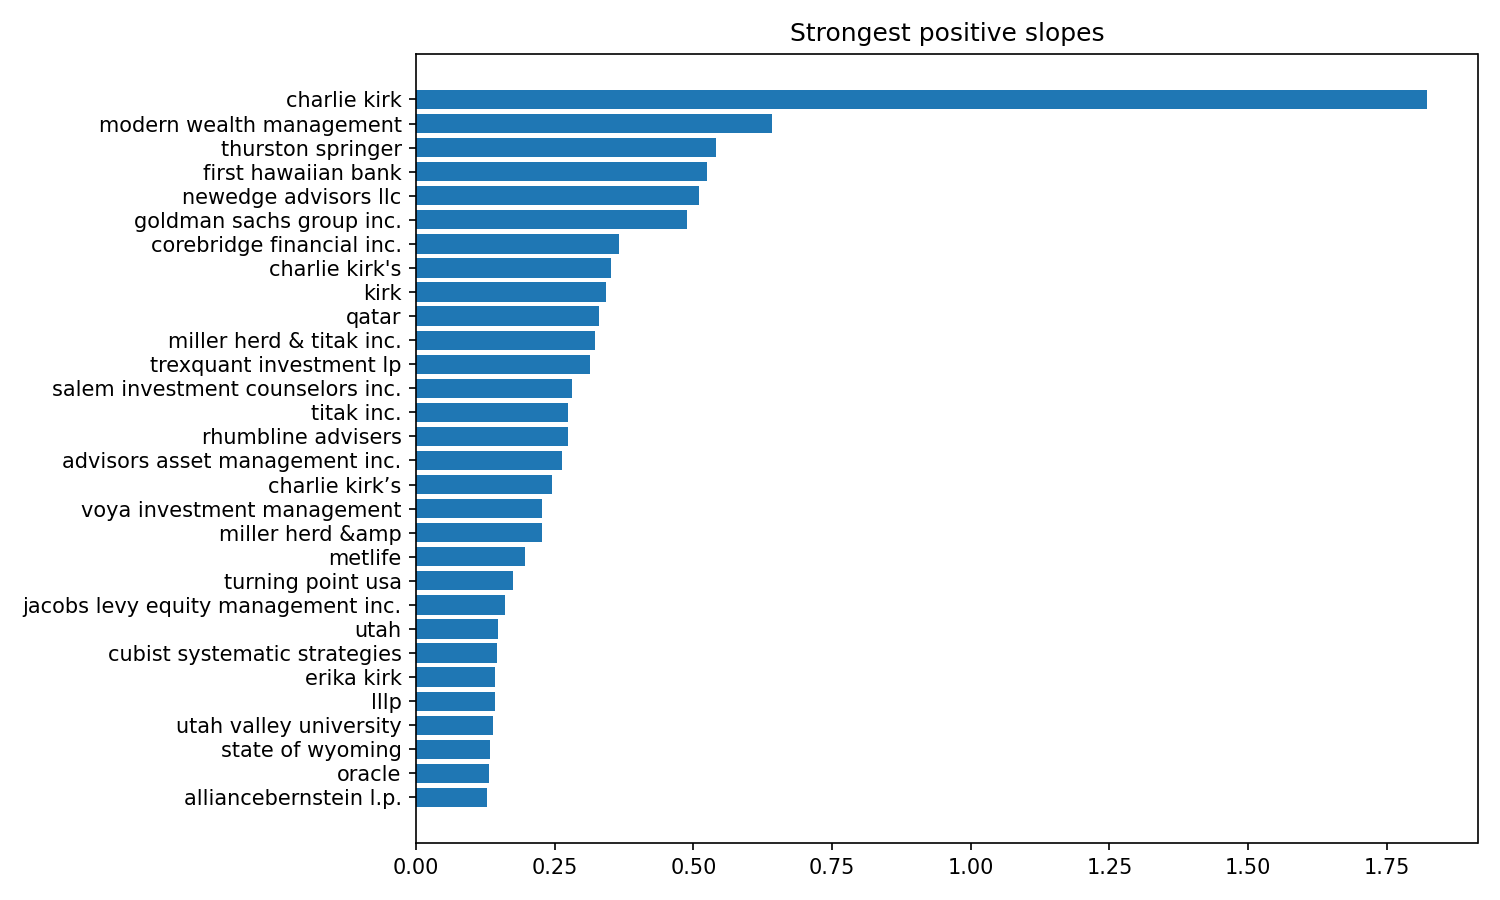 Strongest positive slopes
charlie kirk
modern wealth management
thurston springer
first hawaiian bank
newedge advisors llc
goldman sachs group inc.
corebridge financial inc.
charlie kirk's
kirk
qatar
miller herd & titak inc.
trexquant investment lp
salem investment counselors inc.
titak inc.
rhumbline advisers
advisors asset management inc.
charlie kirk’s
voya investment management
miller herd &amp
metlife
turning point usa
jacobs levy equity management inc.
utah
cubist systematic strategies
erika kirk
lllp
utah valley university
state of wyoming
oracle
alliancebernstein l.p.
0.00 0.25 0.50 0.75 1.00 1.25 1.50 1.75